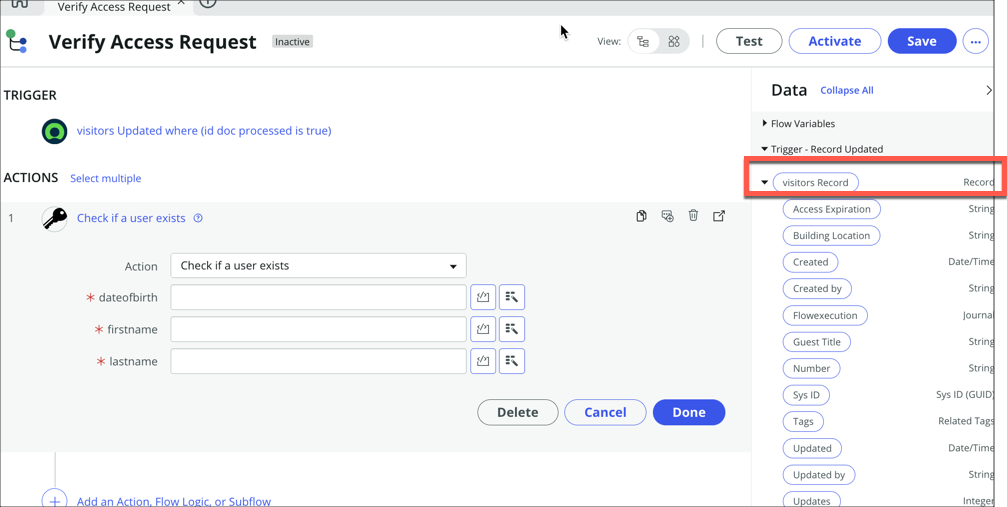 Verify Access Request
Verify Access Request Inactive View: Test Activate Save ...
TRIGGER
visitors Updated where (id doc processed is true)
ACTIONS Select multiple
1 Check if a user exists
Action Check if a user exists
* dateofbirth
* firstname
* lastname
Delete Cancel Done
Add an Action, Flow Logic, or Subflow
Data Collapse All
Flow Variables
Trigger - Record Updated
visitors Record Record
Access Expiration String
Building Location String
Created Date/Time
Created by String
Flowexecution Journal
Guest Title String
Number String
Sys ID Sys ID (GUID)
Tags Related Tags
Updated Date/Time
Updated by String
Updates Integer